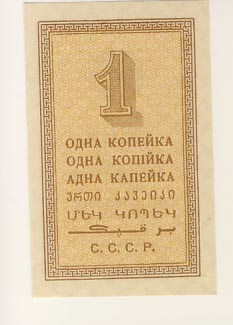 1
ОДНА КОПЕЙКА
ОДНА КОПІЙКА
АДНА КАПЕЙКА
ერთი კაპეიკი
ՄԵԿ ԿՈՊԵԿ
С. С. С. Р.